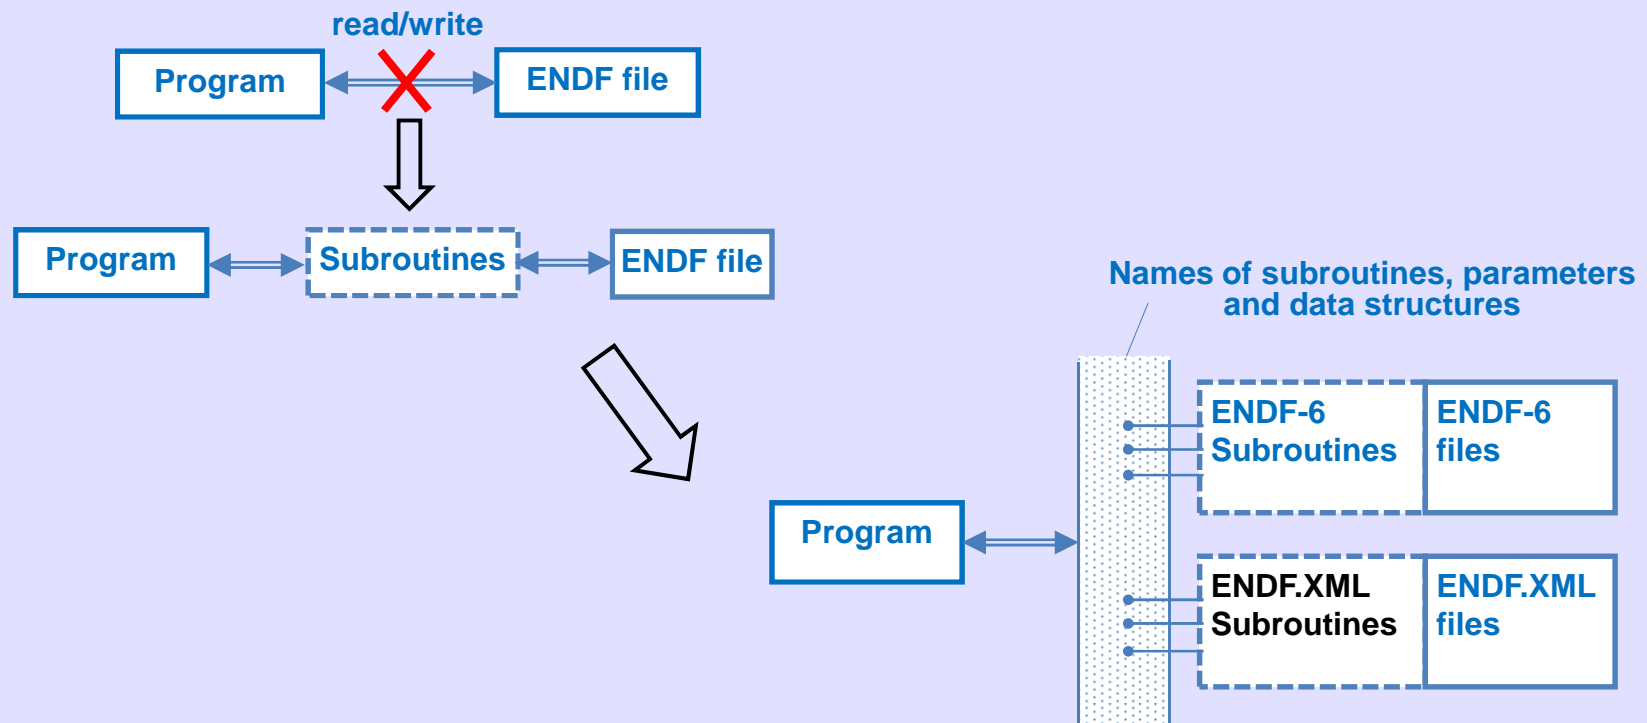 read/write
Program
ENDF file
Program
Subroutines
ENDF file
Names of subroutines, parameters
and data structures
ENDF-6
Subroutines
ENDF-6
files
Program
ENDF.XML
Subroutines
ENDF.XML
files